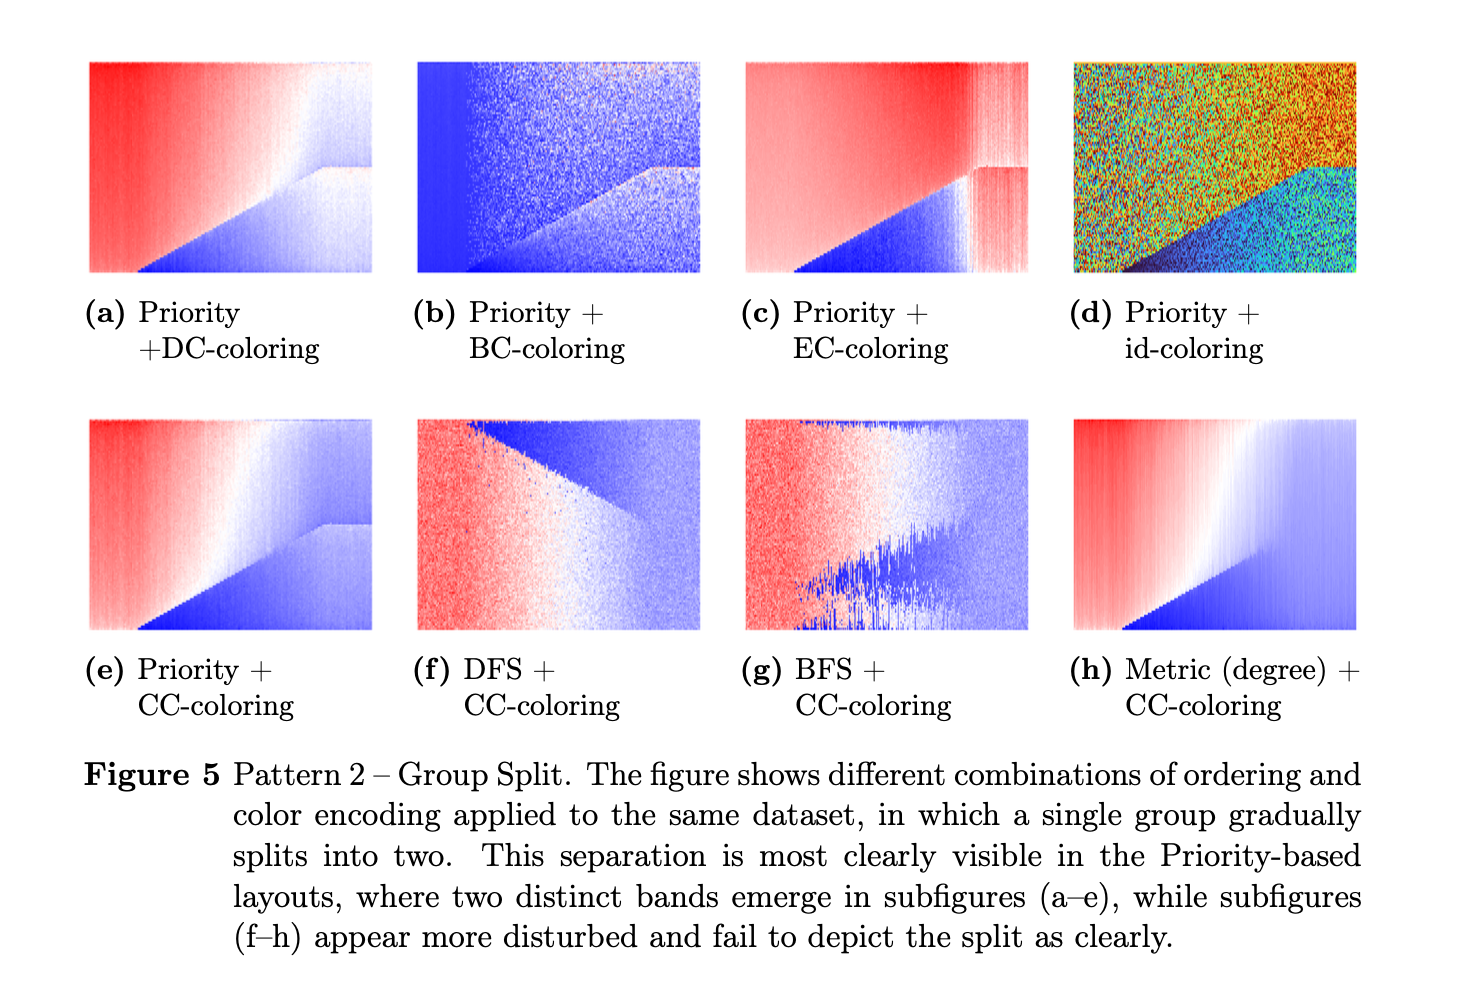 (a) Priority
+DC-coloring
(b) Priority +
BC-coloring
(c) Priority +
EC-coloring
(d) Priority +
id-coloring
(e) Priority +
CC-coloring
(f) DFS +
CC-coloring
(g) BFS +
CC-coloring
(h) Metric (degree) +
CC-coloring
Figure 5 Pattern 2 – Group Split. The figure shows different combinations of ordering and
color encoding applied to the same dataset, in which a single group gradually
splits into two. This separation is most clearly visible in the Priority-based
layouts, where two distinct bands emerge in subfigures (a–e), while subfigures
(f–h) appear more disturbed and fail to depict the split as clearly.